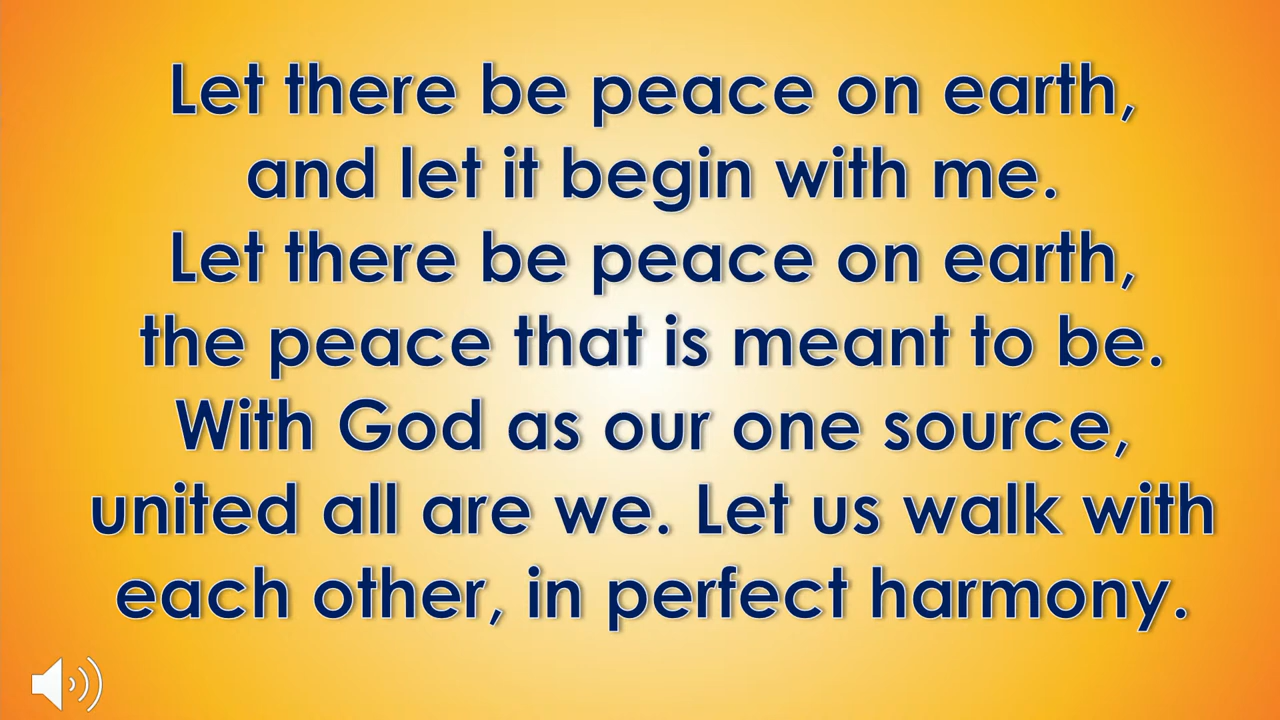 Let there be peace on earth,
and let it begin with me.
Let there be peace on earth,
the peace that is meant to be.
With God as our one source,
united all are we. Let us walk with
each other, in perfect harmony.